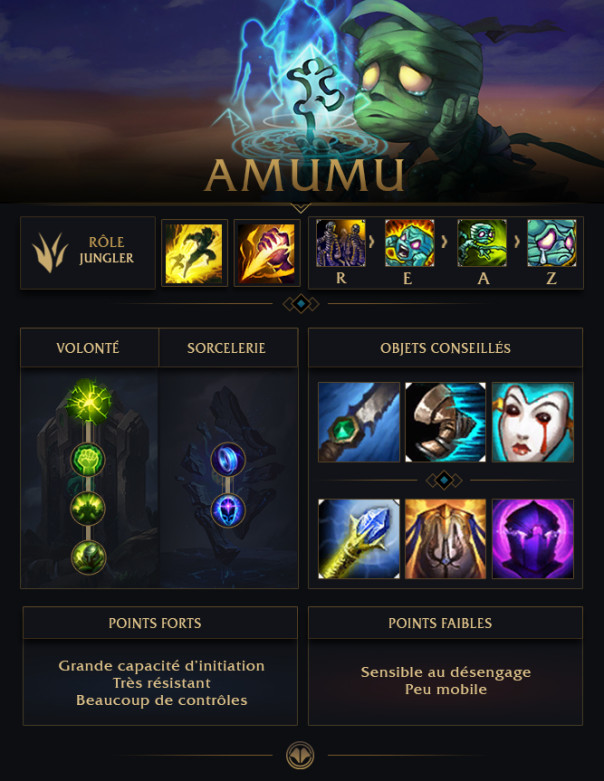 AMUMU
RÔLE
JUNGLER
R
E
A
Z
VOLONTÉ
SORCELERIE
OBJETS CONSEILLÉS
POINTS FORTS
Grande capacité d'initiation
Très résistant
Beaucoup de contrôles
POINTS FAIBLES
Sensible au désengage
Peu mobile